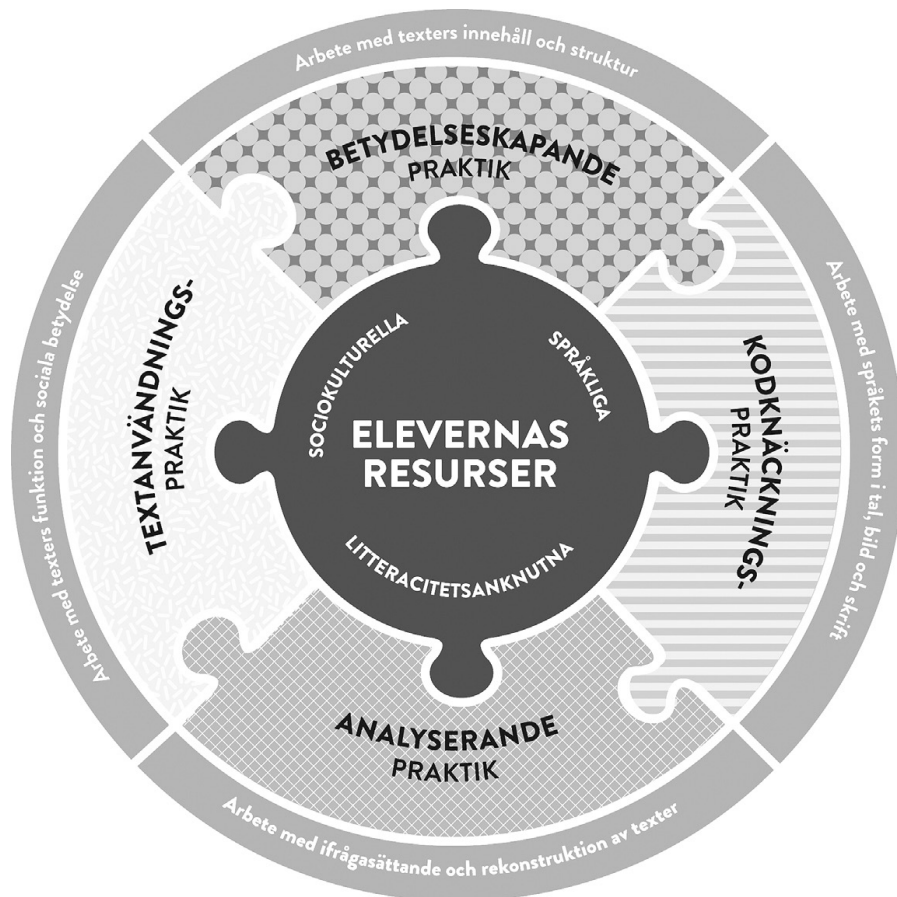 Arbete med texters innehåll och struktur
BETYDELSESKAPANDE
PRAKTIK
Arbete med språkets form i tal, bild och skrift
KODKNÄCKNINGS-
PRAKTIK
Arbete med ifrågasättande och rekonstruktion av texter
ANALYSERANDE
PRAKTIK
Arbete med texters funktion och sociala betydelse
TEXTANVÄNDNINGS-
PRAKTIK
SOCIOKULTURELLA
SPRÅKLIGA
ELEVERNAS
RESURSER
LITTERACITETSANKNUTNA